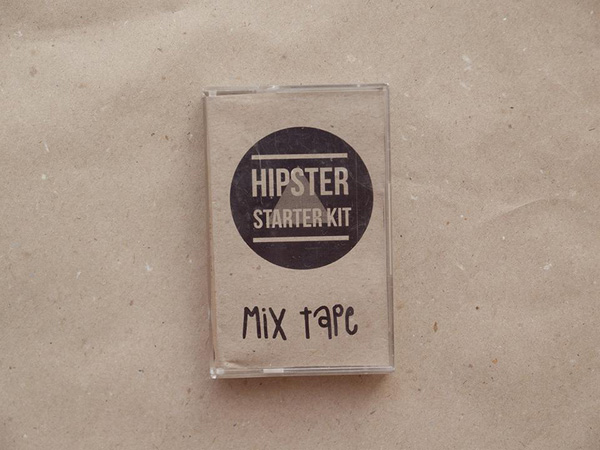 HIPSTER
STARTER KIT
Mix tape